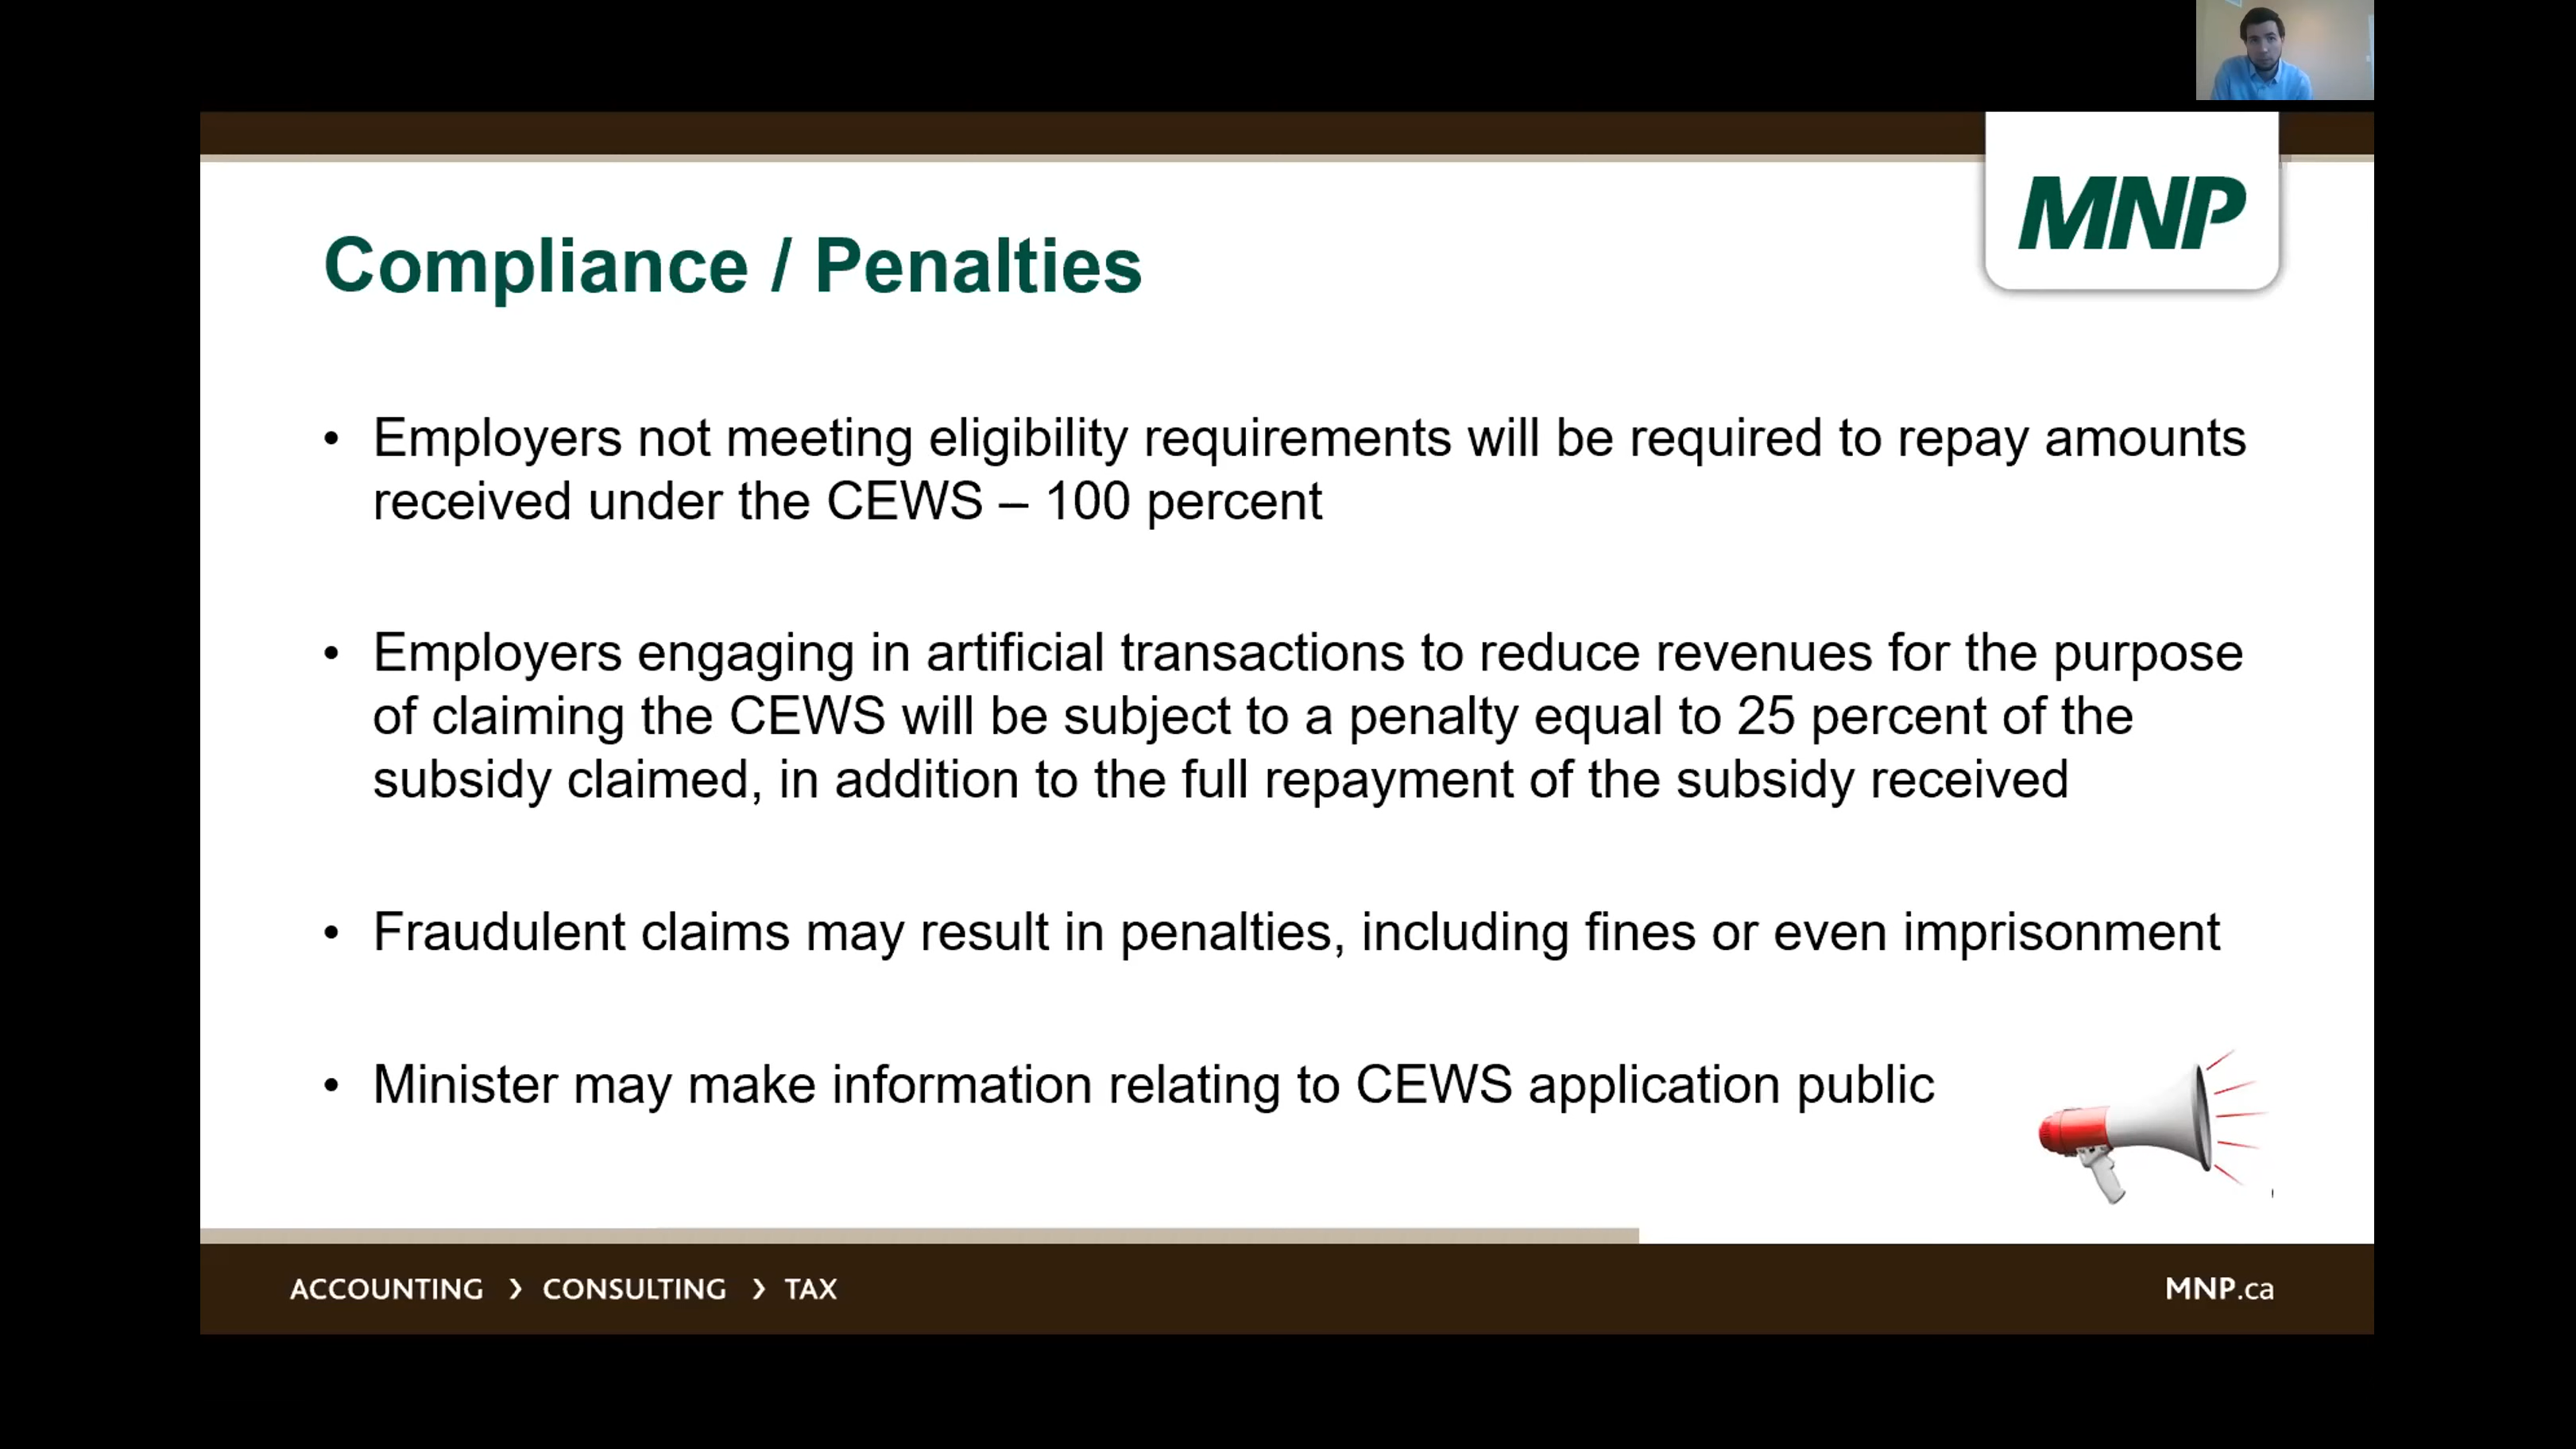 MNP
Compliance / Penalties
• Employers not meeting eligibility requirements will be required to repay amounts
received under the CEWS – 100 percent
• Employers engaging in artificial transactions to reduce revenues for the purpose
of claiming the CEWS will be subject to a penalty equal to 25 percent of the
subsidy claimed, in addition to the full repayment of the subsidy received
• Fraudulent claims may result in penalties, including fines or even imprisonment
• Minister may make information relating to CEWS application public
ACCOUNTING › CONSULTING › TAX
MNP.ca